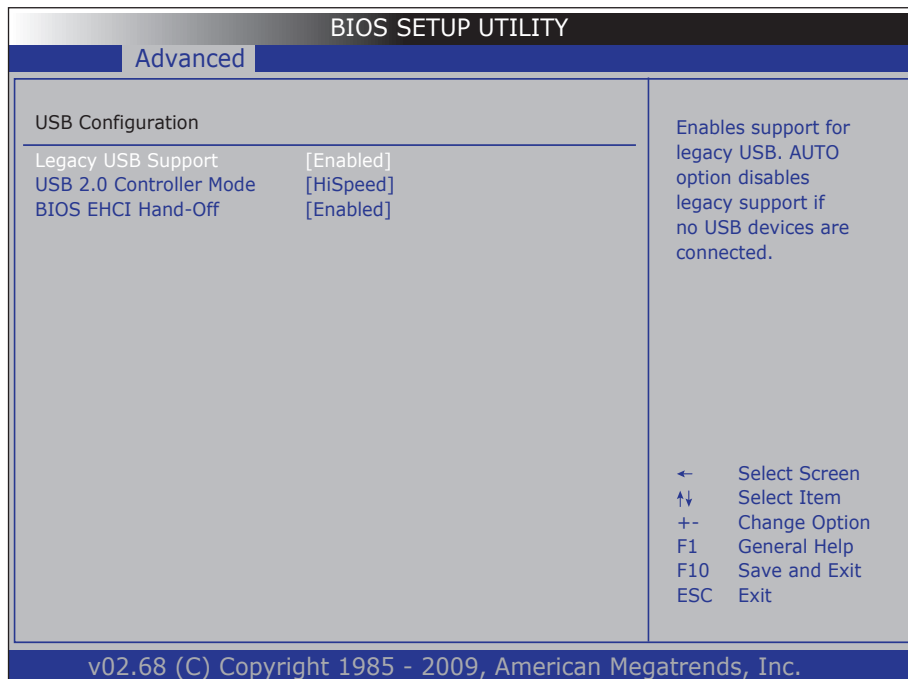 BIOS SETUP UTILITY
Advanced
USB Configuration
Legacy USB Support [Enabled]
USB 2.0 Controller Mode [HiSpeed]
BIOS EHCI Hand-Off [Enabled]
Enables support for
legacy USB. AUTO
option disables
legacy support if
no USB devices are
connected.
← Select Screen
↑↓ Select Item
+- Change Option
F1 General Help
F10 Save and Exit
ESC Exit
v02.68 (C) Copyright 1985 - 2009, American Megatrends, Inc.